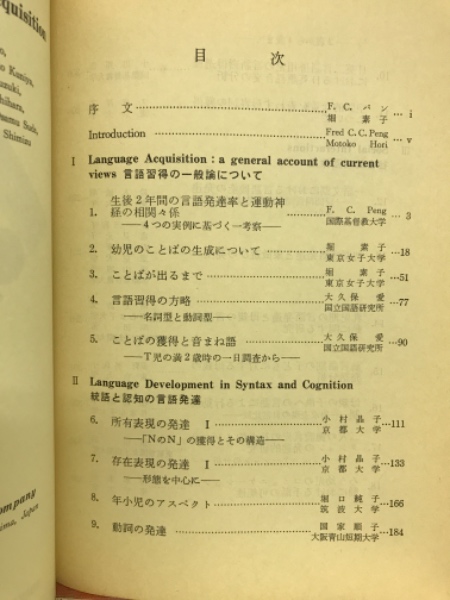 cquisition
o Kaniya,
uzuki,
hihara,
samu Suda,
Shimizu
ompany
ima, Japan
目 次
序 文 F. C. パン i
堀 素子
Introduction Fred C. C. Peng v
Motoko Hori
I Language Acquisition : a general account of current
views 言語習得の一般論について
生後2年間の言語発達率と運動神
1. 経の相関々係 F. C. Peng 3
——4つの実例に基づく一考察—— 国際基督教大学
2. 幼児のことばの生成について 堀 素子 18
東京女子大学
3. ことばが出るまで 堀 素子 51
東京女子大学
4. 言語習得の方略 大久保 愛 77
——名詞型と動詞型—— 国立国語研究所
5. ことばの獲得と音まね語 大久保 愛 90
——T児の満2歳時の一日調査から—— 国立国語研究所
II Language Development in Syntax and Cognition
統語と認知の言語発達
6. 所有表現の発達 I 小村晶子 111
——「NのN」の獲得とその構造—— 京都大学
7. 存在表現の発達 I 小村晶子 133
——形態を中心に—— 京都大学
8. 年小児のアスペクト 堀口純子 166
筑波大学
9. 動詞の発達 国家順子 184
大阪青山短期大学